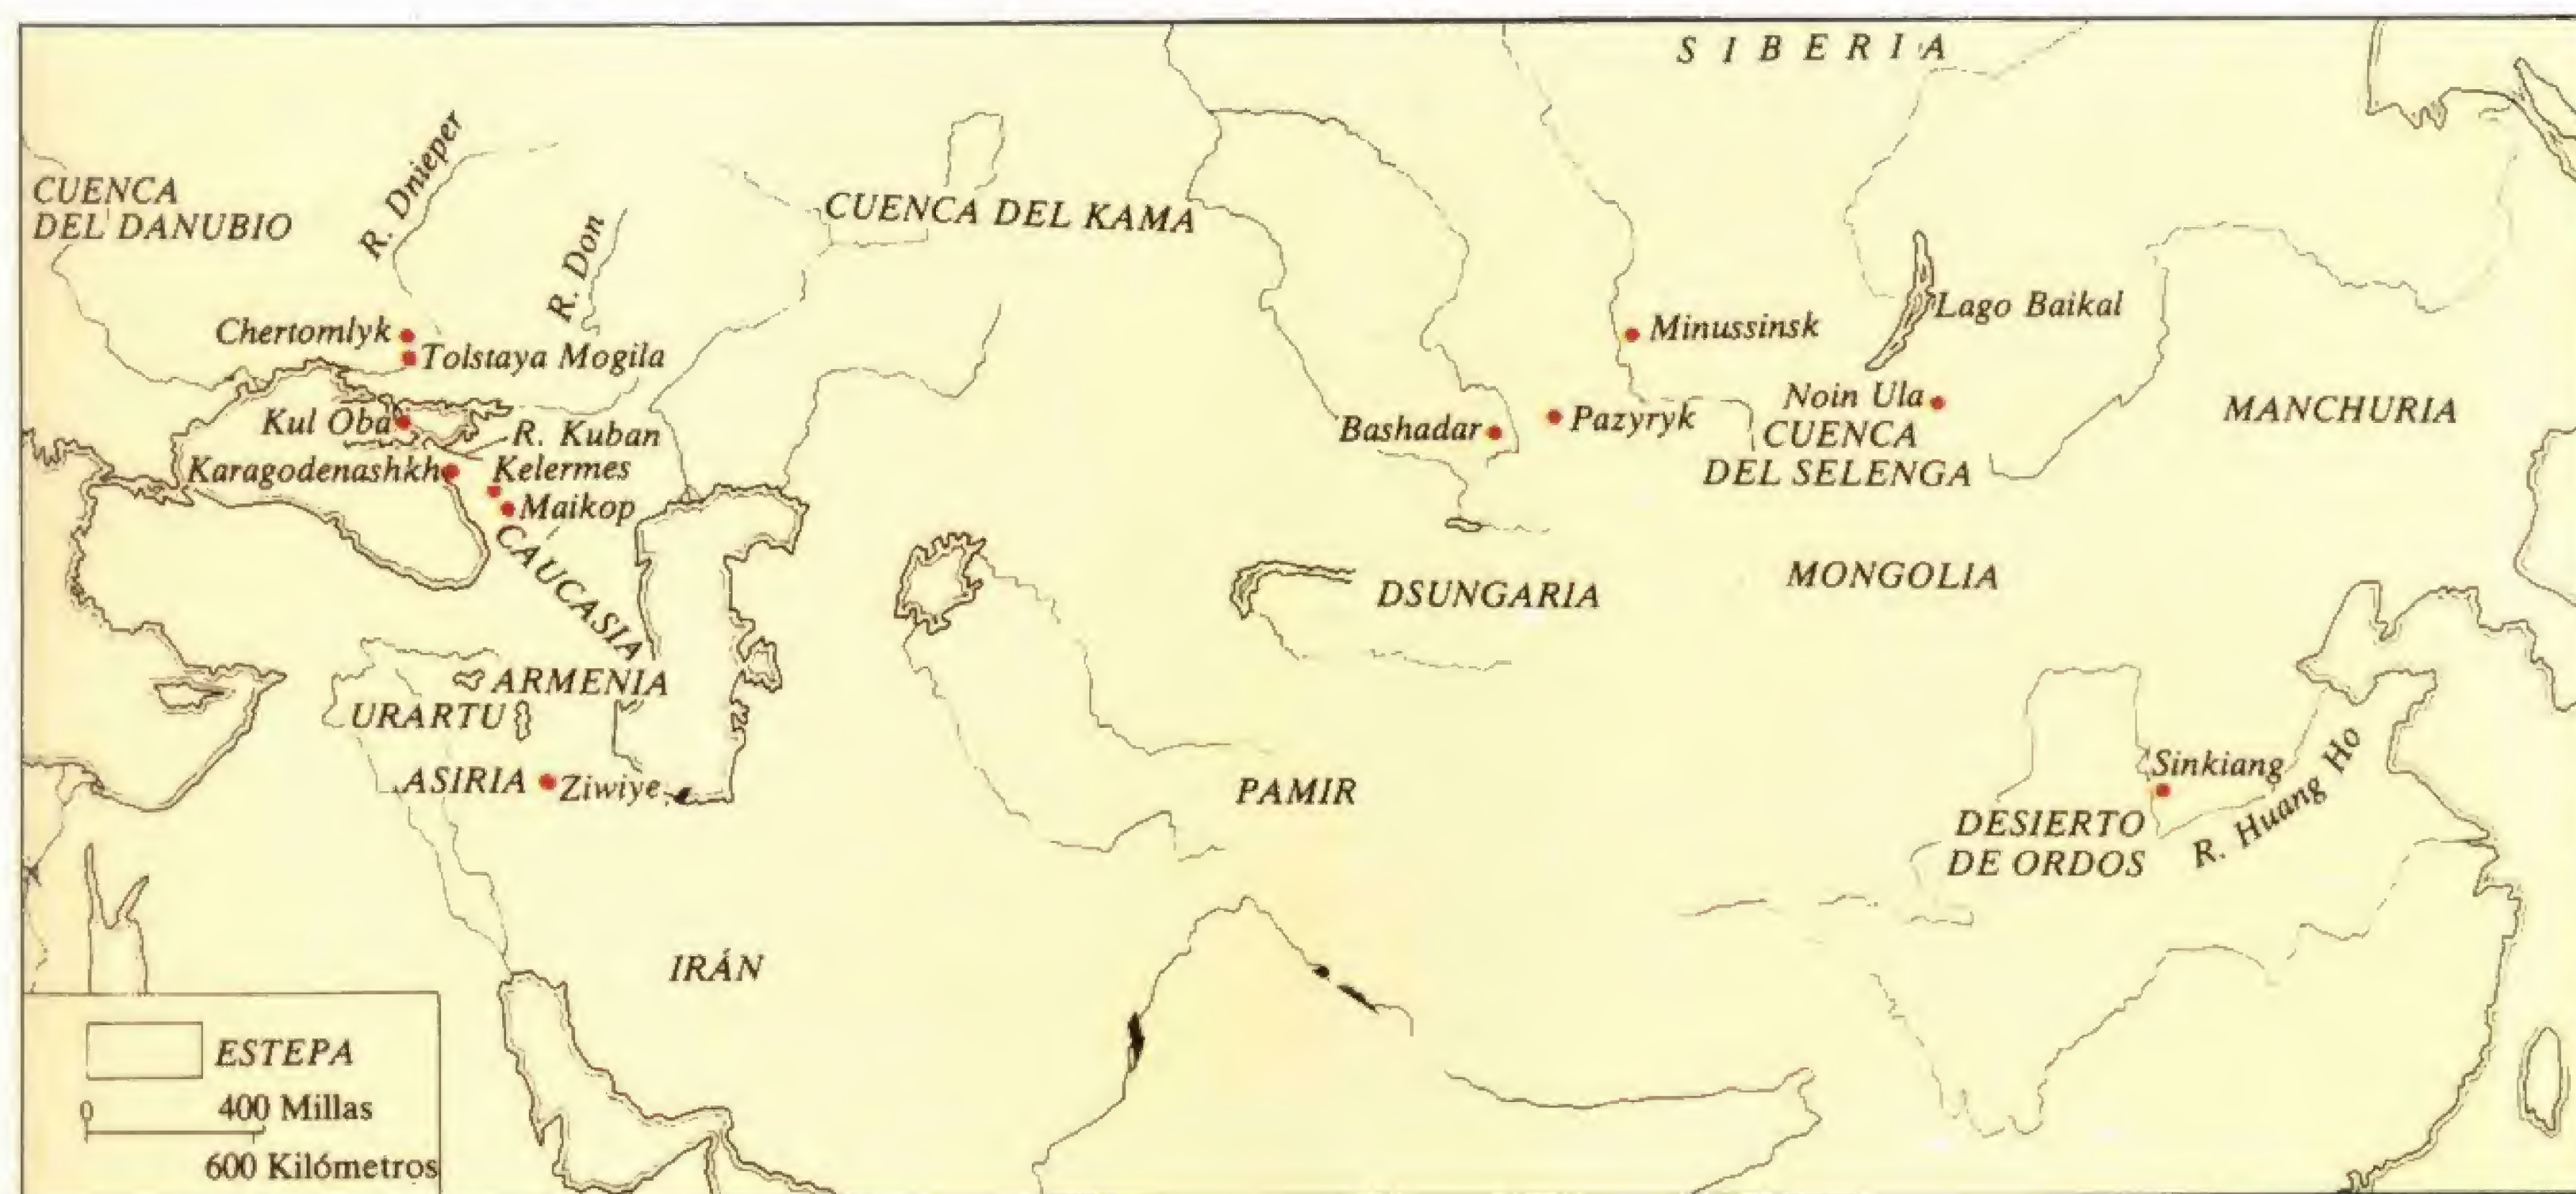 SIBERIA
R. Dnieper
CUENCA
DEL DANUBIO
R. Don
CUENCA DEL KAMA
Chertomlyk
Tolstaya Mogila
Minussinsk
Lago Baikal
Kul Oba
R. Kuban
Bashadar
Pazyryk
Noin Ula
CUENCA
DEL SELENGA
MANCHURIA
Karagodenashkh
Kelermes
Maikop
CAUCASIA
DSUNGARIA
MONGOLIA
ARMENIA
URARTU
ASIRIA
Ziwiye
PAMIR
Sinkiang
R. Huang Ho
DESIERTO
DE ORDOS
IRÁN
ESTEPA
0
400 Millas
600 Kilómetros